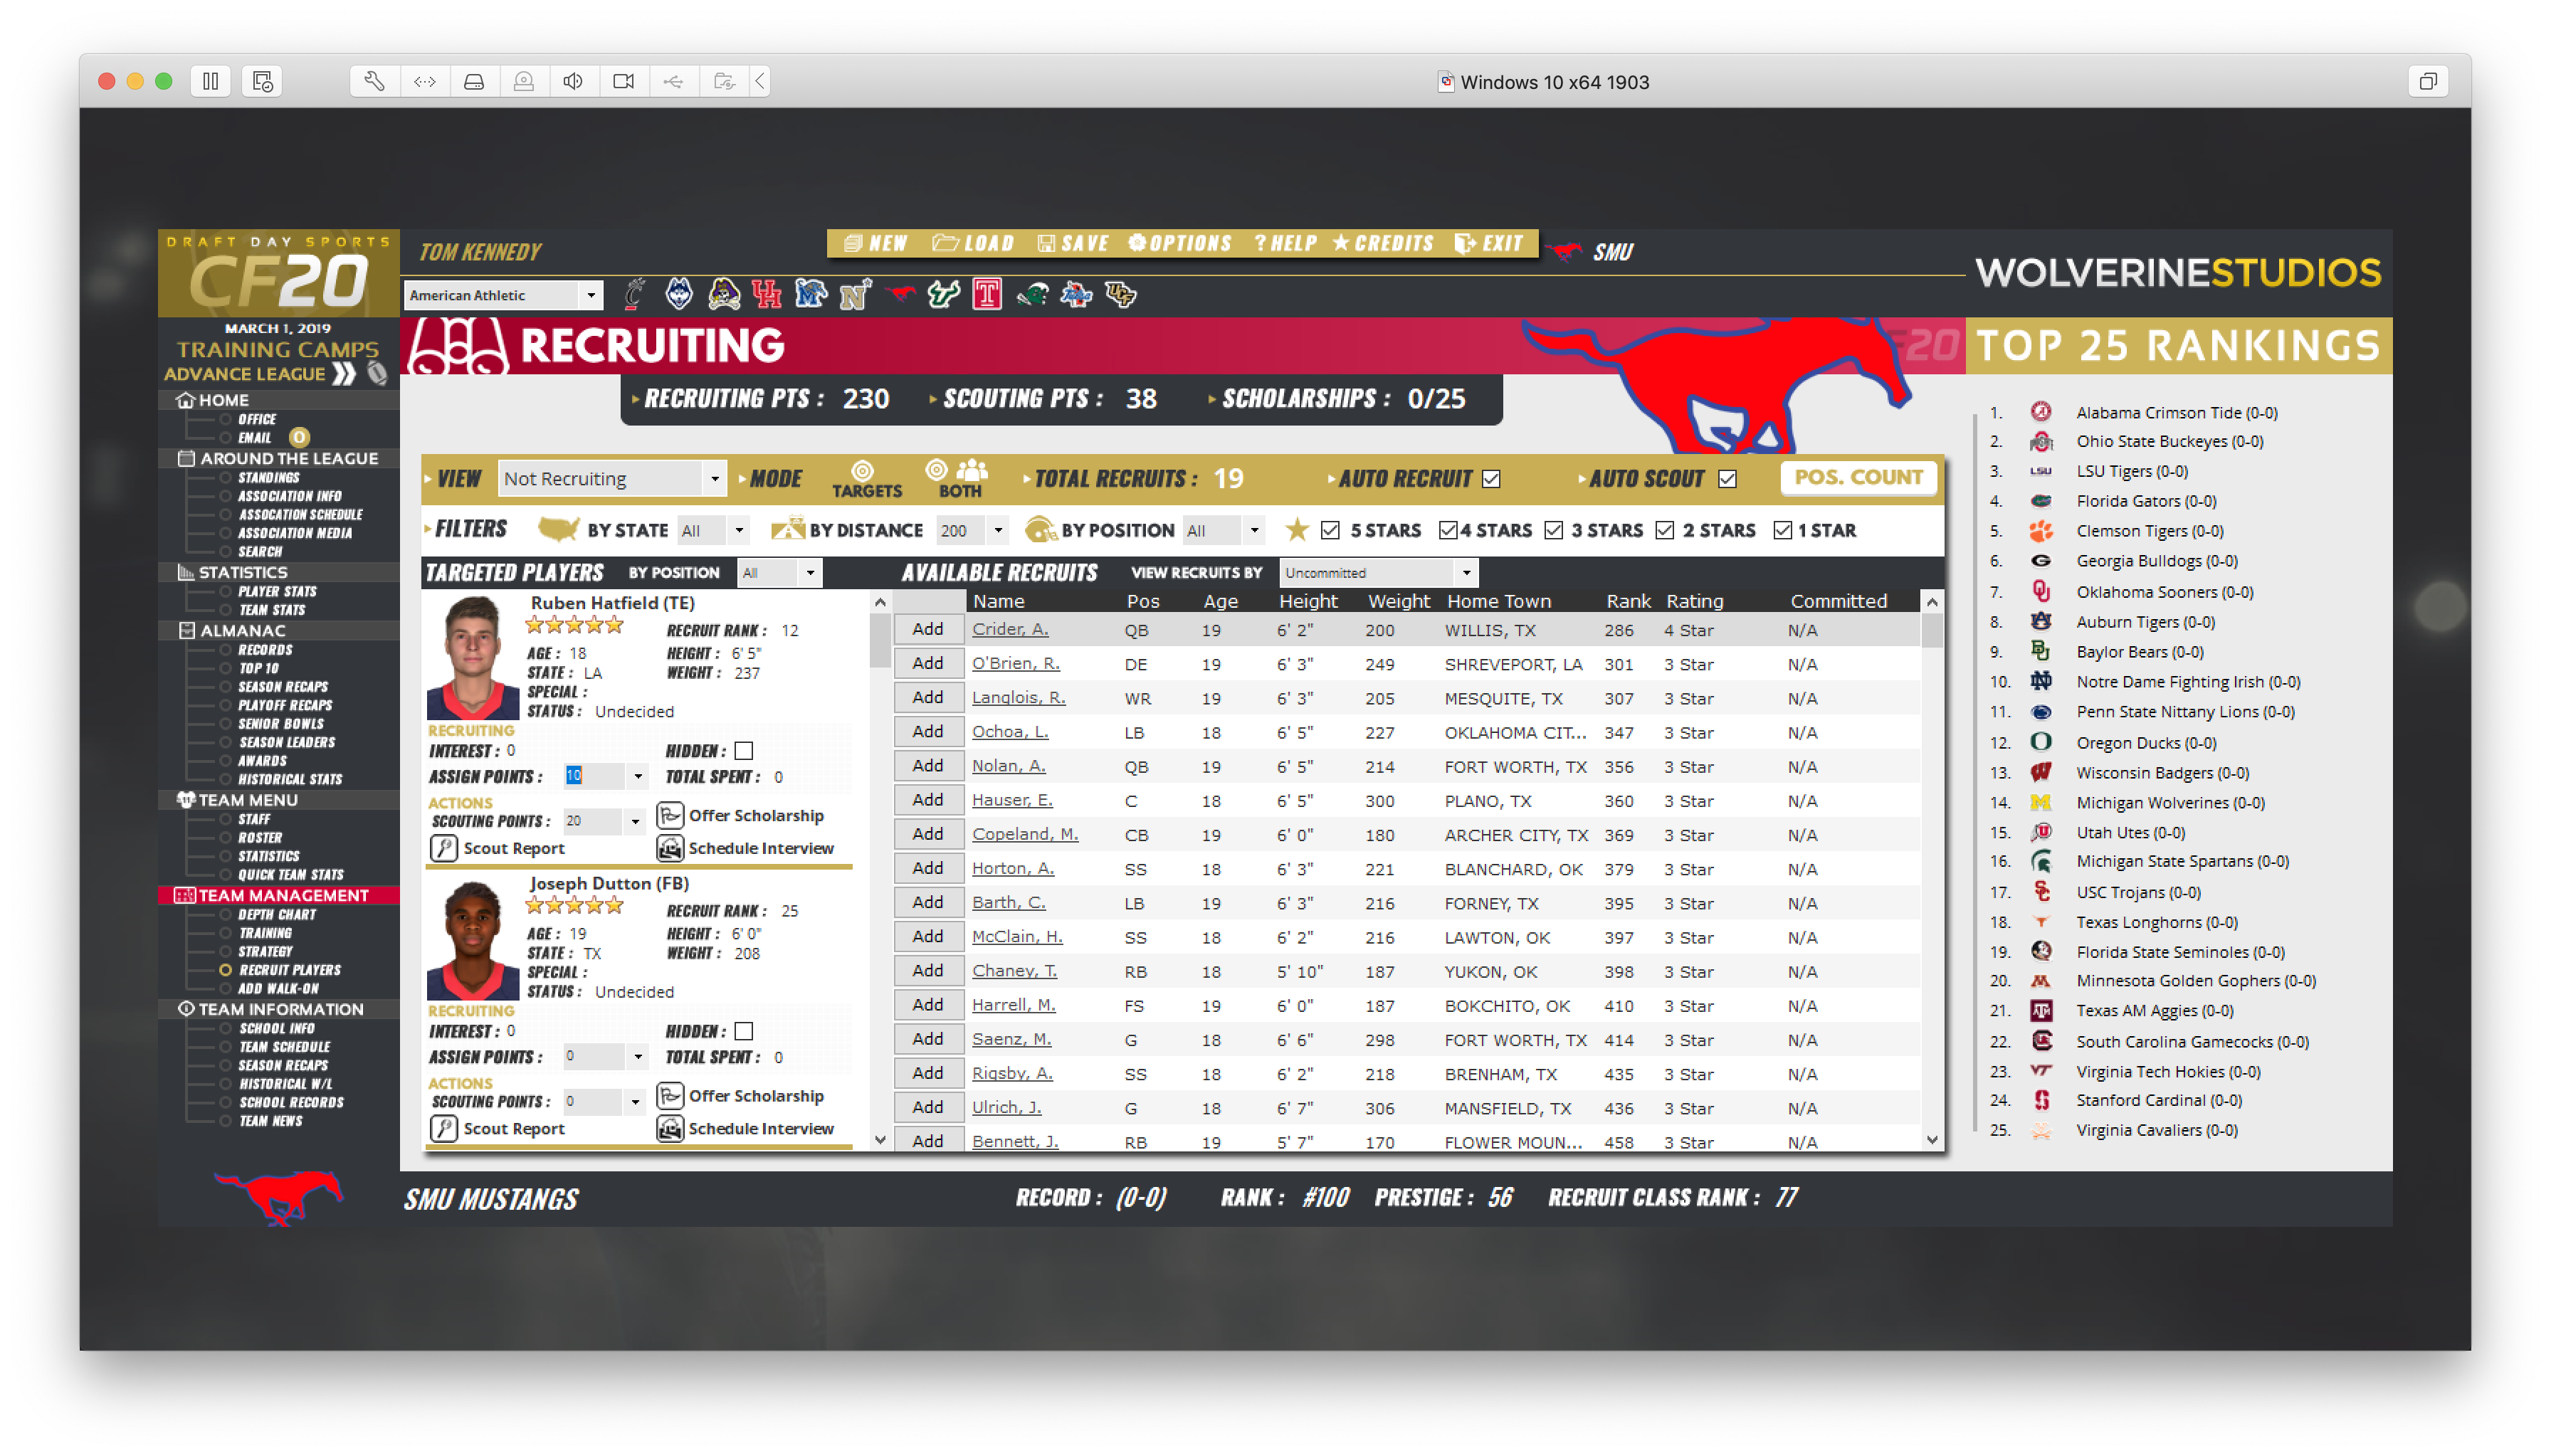 Windows 10 x64 1903
DRAFT DAY SPORTS
CF20
TOM KENNEDY
NEW LOAD SAVE OPTIONS ? HELP CREDITS EXIT
SMU
WOLVERINESTUDIOS
American Athletic
MARCH 1, 2019
TRAINING CAMPS
ADVANCE LEAGUE
RECRUITING
CF20
TOP 25 RANKINGS
RECRUITING PTS : 230 SCOUTING PTS : 38 SCHOLARSHIPS : 0/25
HOME
OFFICE
EMAIL 0
AROUND THE LEAGUE
STANDINGS
ASSOCIATION INFO
ASSOCATION SCHEDULE
ASSOCIATION MEDIA
SEARCH
STATISTICS
PLAYER STATS
TEAM STATS
ALMANAC
RECORDS
TOP 10
SEASON RECAPS
PLAYOFF RECAPS
SENIOR BOWLS
SEASON LEADERS
AWARDS
HISTORICAL STATS
TEAM MENU
STAFF
ROSTER
STATISTICS
QUICK TEAM STATS
TEAM MANAGEMENT
DEPTH CHART
TRAINING
STRATEGY
RECRUIT PLAYERS
ADD WALK-ON
TEAM INFORMATION
SCHOOL INFO
TEAM SCHEDULE
SEASON RECAPS
HISTORICAL W/L
SCHOOL RECORDS
TEAM NEWS
VIEW Not Recruiting MODE TARGETS BOTH TOTAL RECRUITS : 19 AUTO RECRUIT AUTO SCOUT POS. COUNT
FILTERS BY STATE All BY DISTANCE 200 BY POSITION All 5 STARS 4 STARS 3 STARS 2 STARS 1 STAR
TARGETED PLAYERS BY POSITION All
Ruben Hatfield (TE)
RECRUIT RANK : 12
AGE : 18 HEIGHT : 6' 5"
STATE : LA WEIGHT : 237
SPECIAL :
STATUS : Undecided
RECRUITING
INTEREST : 0 HIDDEN :
ASSIGN POINTS : 10 TOTAL SPENT : 0
ACTIONS
SCOUTING POINTS : 20 Offer Scholarship
Scout Report Schedule Interview
Joseph Dutton (FB)
RECRUIT RANK : 25
AGE : 19 HEIGHT : 6' 0"
STATE : TX WEIGHT : 208
SPECIAL :
STATUS : Undecided
RECRUITING
INTEREST : 0 HIDDEN :
ASSIGN POINTS : 0 TOTAL SPENT : 0
ACTIONS
SCOUTING POINTS : 0 Offer Scholarship
Scout Report Schedule Interview
AVAILABLE RECRUITS VIEW RECRUITS BY Uncommitted
Name Pos Age Height Weight Home Town Rank Rating Committed
Add Crider, A. QB 19 6' 2" 200 WILLIS, TX 286 4 Star N/A
Add O'Brien, R. DE 19 6' 3" 249 SHREVEPORT, LA 301 3 Star N/A
Add Langlois, R. WR 19 6' 3" 205 MESQUITE, TX 307 3 Star N/A
Add Ochoa, L. LB 18 6' 5" 227 OKLAHOMA CIT... 347 3 Star N/A
Add Nolan, A. QB 19 6' 5" 214 FORT WORTH, TX 356 3 Star N/A
Add Hauser, E. C 18 6' 5" 300 PLANO, TX 360 3 Star N/A
Add Copeland, M. CB 19 6' 0" 180 ARCHER CITY, TX 369 3 Star N/A
Add Horton, A. SS 18 6' 3" 221 BLANCHARD, OK 379 3 Star N/A
Add Barth, C. LB 19 6' 3" 216 FORNEY, TX 395 3 Star N/A
Add McClain, H. SS 18 6' 2" 216 LAWTON, OK 397 3 Star N/A
Add Chaney, T. RB 18 5' 10" 187 YUKON, OK 398 3 Star N/A
Add Harrell, M. FS 19 6' 0" 187 BOKCHITO, OK 410 3 Star N/A
Add Saenz, M. G 18 6' 6" 298 FORT WORTH, TX 414 3 Star N/A
Add Rigsby, A. SS 18 6' 2" 218 BRENHAM, TX 435 3 Star N/A
Add Ulrich, J. G 18 6' 7" 306 MANSFIELD, TX 436 3 Star N/A
Add Bennett, J. RB 19 5' 7" 170 FLOWER MOUN... 458 3 Star N/A
1. Alabama Crimson Tide (0-0)
2. Ohio State Buckeyes (0-0)
3. LSU LSU Tigers (0-0)
4. Florida Gators (0-0)
5. Clemson Tigers (0-0)
6. Georgia Bulldogs (0-0)
7. Oklahoma Sooners (0-0)
8. Auburn Tigers (0-0)
9. Baylor Bears (0-0)
10. Notre Dame Fighting Irish (0-0)
11. Penn State Nittany Lions (0-0)
12. Oregon Ducks (0-0)
13. Wisconsin Badgers (0-0)
14. Michigan Wolverines (0-0)
15. Utah Utes (0-0)
16. Michigan State Spartans (0-0)
17. USC Trojans (0-0)
18. Texas Longhorns (0-0)
19. Florida State Seminoles (0-0)
20. Minnesota Golden Gophers (0-0)
21. Texas AM Aggies (0-0)
22. South Carolina Gamecocks (0-0)
23. Virginia Tech Hokies (0-0)
24. Stanford Cardinal (0-0)
25. Virginia Cavaliers (0-0)
SMU MUSTANGS RECORD : (0-0) RANK : #100 PRESTIGE : 56 RECRUIT CLASS RANK : 77